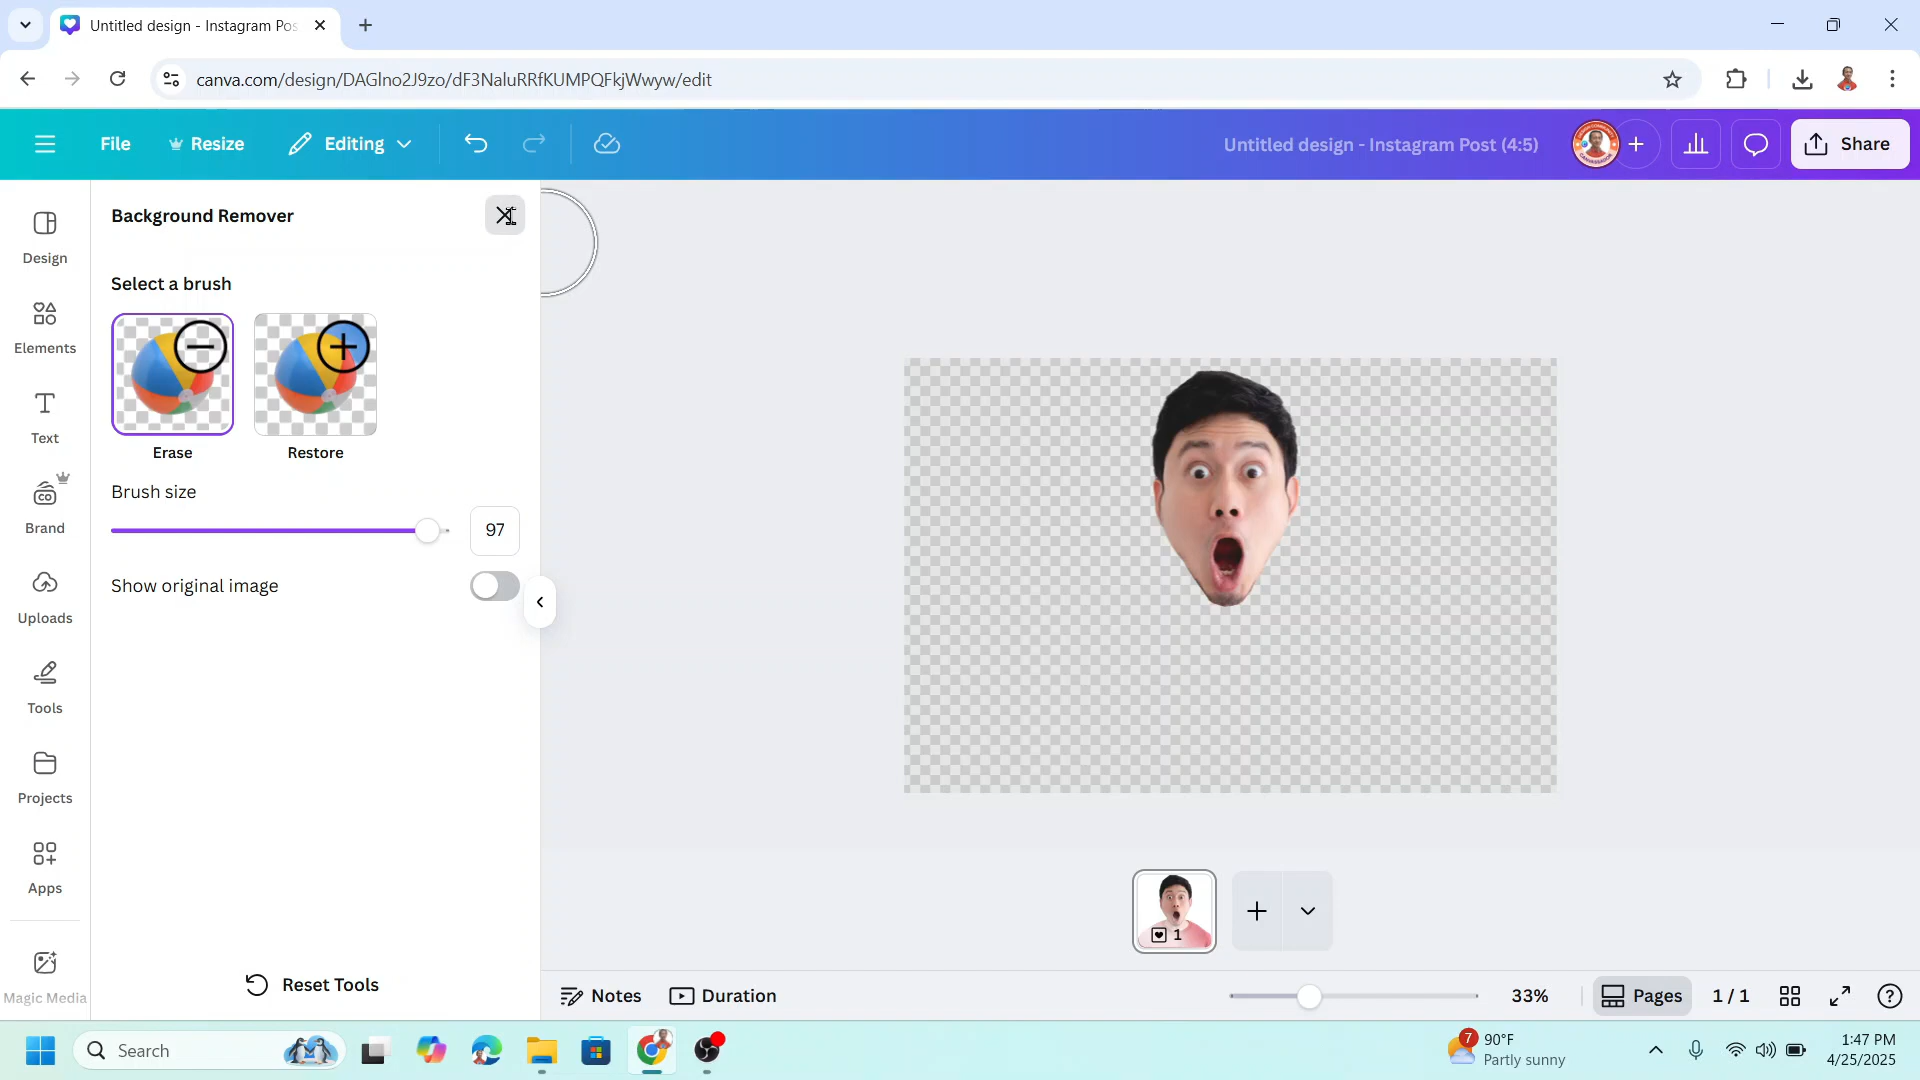 Untitled design - Instagram Pos
canva.com/design/DAGlno2J9zo/dF3NaluRRfKUMPQFkjWwyw/edit
File
Resize
Editing
Untitled design - Instagram Post (4:5)
Share
Design
Elements
Text
Brand
Uploads
Tools
Projects
Apps
Magic Media
Background Remover
Select a brush
Erase
Restore
Brush size
97
Show original image
Reset Tools
1
Notes
Duration
33%
Pages
1 / 1
Search
7
90°F
Partly sunny
1:47 PM
4/25/2025